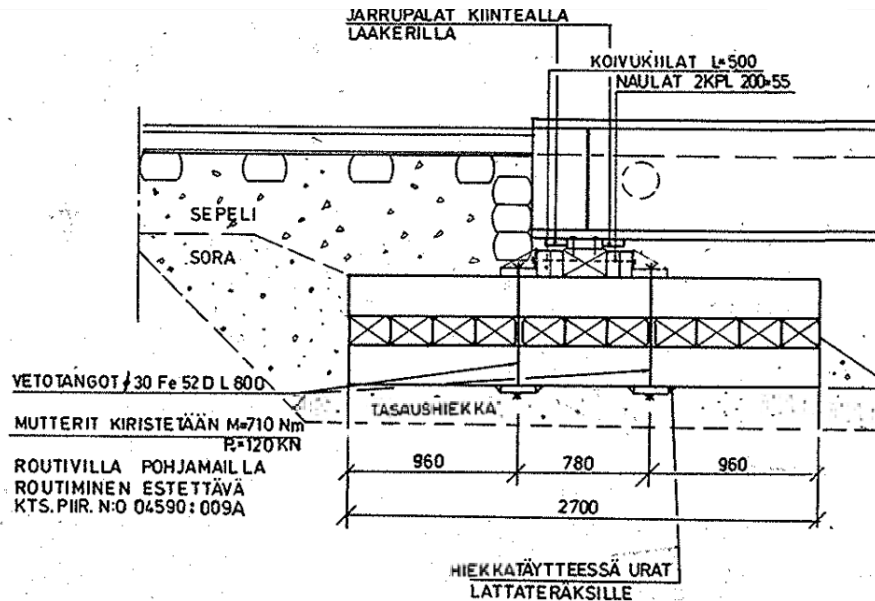 JARRUPALAT KIINTEALLA
LAAKERILLA
KOIVUKIILAT L=500
NAULAT 2KPL 200×55
SEPELI
SORA
VETOTANGOT ∮30 Fe 52 D L 800
TASAUSHIEKKA
MUTTERIT KIRISTETÄÄN M=710 Nm
P=120 KN
960
780
960
ROUTIVILLA POHJAMAILLA
ROUTIMINEN ESTETTÄVÄ
KTS. PIIR. N:O 04590:009A
2700
HIEKKATÄYTTEESSÄ URAT
LATTATERÄKSILLE